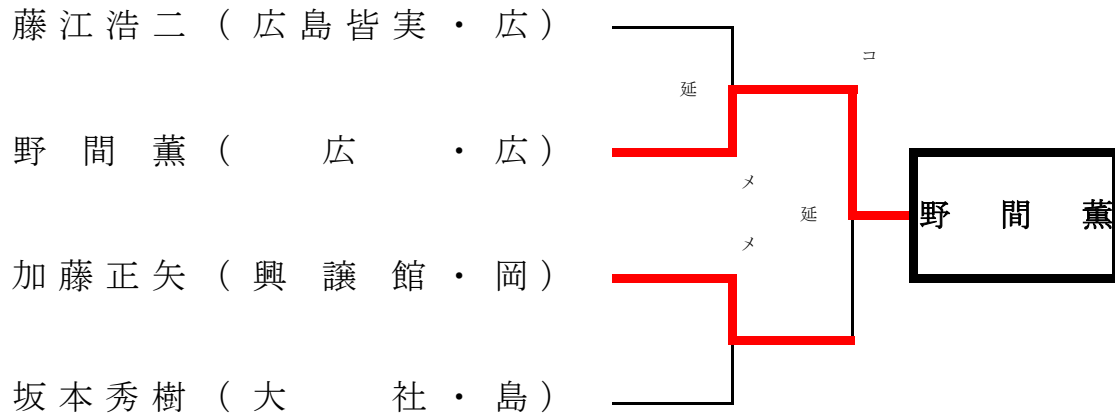 藤江浩二（広島皆実・広）
コ
延
野間薫（広・広）
メ
延
野間薫
メ
加藤正矢（興譲館・岡）
坂本秀樹（大社・島）